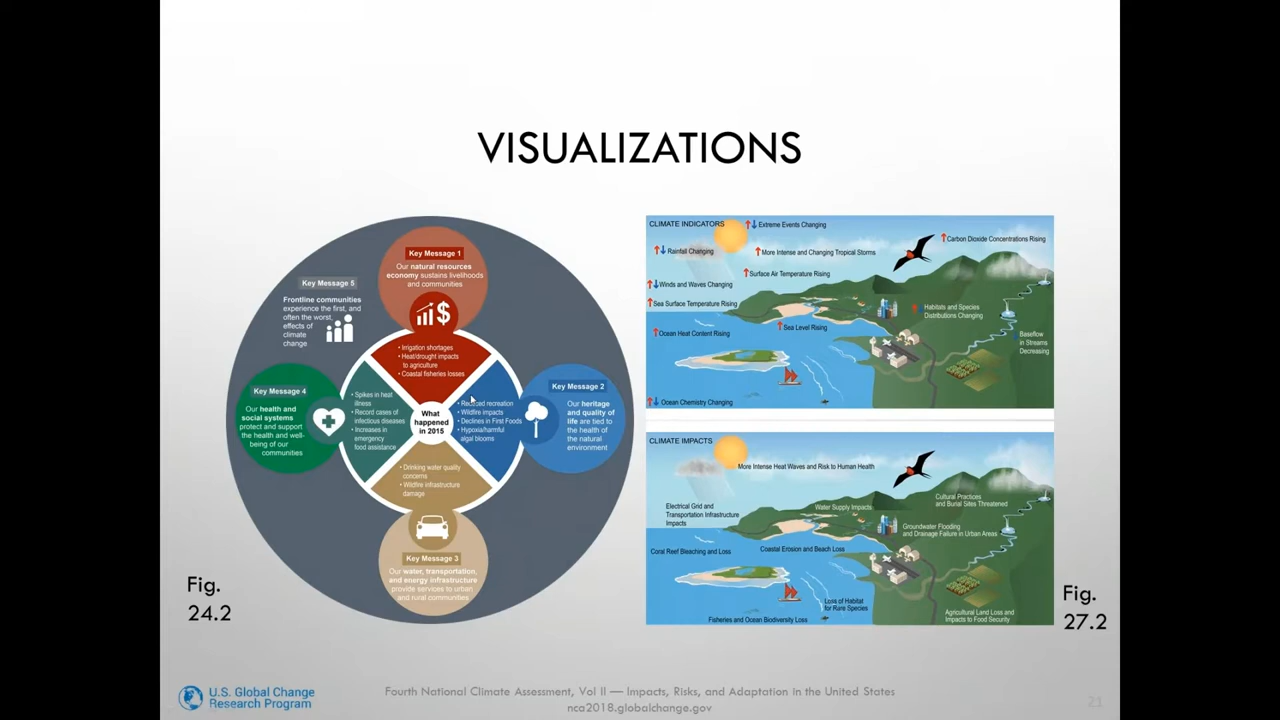 VISUALIZATIONS
Key Message 1
Our natural resources
economy sustains livelihoods
and communities
Key Message 5
Frontline communities
experience the first, and
often the worst,
effects of
climate
change
• Irrigation shortages
• Heat/drought impacts
to agriculture
• Coastal fisheries losses
Key Message 4
Our health and
social systems
protect and support
the health and well-
being of our
communities
• Spikes in heat
illness
• Record cases of
infectious diseases
• Increases in
emergency
food assistance
What
happened
in 2015
• Reduced recreation
• Wildfire impacts
• Declines in First Foods
• Hypoxia/harmful
algal blooms
Key Message 2
Our heritage
and quality of
life are tied to
the health of
the natural
environment
• Drinking water quality
concerns
• Wildfire infrastructure
damage
Key Message 3
Our water, transportation,
and energy infrastructure
provide services to urban
and rural communities
Fig.
24.2
CLIMATE INDICATORS
Extreme Events Changing
Carbon Dioxide Concentrations Rising
Rainfall Changing
More Intense and Changing Tropical Storms
Surface Air Temperature Rising
Winds and Waves Changing
Sea Surface Temperature Rising
Habitats and Species
Distributions Changing
Ocean Heat Content Rising
Sea Level Rising
Baseflow
in Streams
Decreasing
Ocean Chemistry Changing
CLIMATE IMPACTS
More Intense Heat Waves and Risk to Human Health
Cultural Practices
and Burial Sites Threatened
Electrical Grid and
Transportation Infrastructure
Impacts
Water Supply Impacts
Groundwater Flooding
and Drainage Failure in Urban Areas
Coral Reef Bleaching and Loss
Coastal Erosion and Beach Loss
Loss of Habitat
for Rare Species
Agricultural Land Loss and
Impacts to Food Security
Fisheries and Ocean Biodiversity Loss
Fig.
27.2
U.S. Global Change
Research Program
Fourth National Climate Assessment, Vol II — Impacts, Risks, and Adaptation in the United States
nca2018.globalchange.gov
21